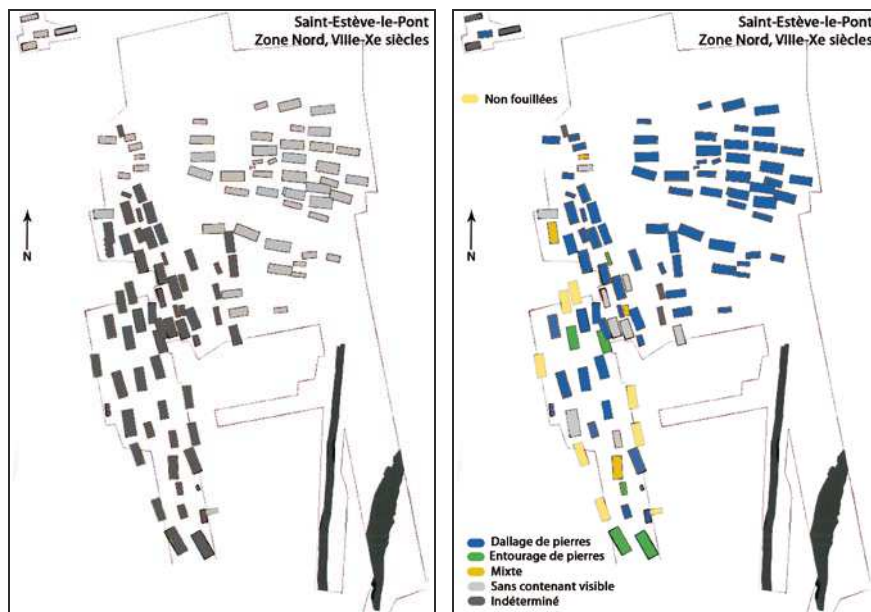 Saint-Estève-le-Pont
Zone Nord, VIIIe-Xe siècles
N
Saint-Estève-le-Pont
Zone Nord, VIIIe-Xe siècles
Non fouillées
N
Dallage de pierres
Entourage de pierres
Mixte
Sans contenant visible
Indéterminé